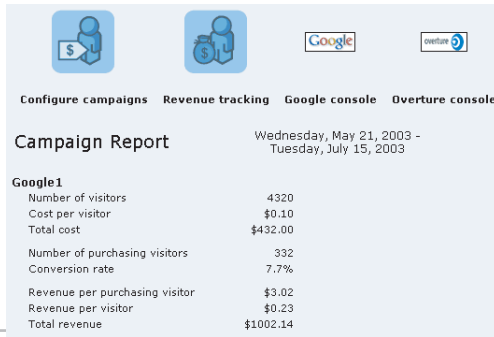 $ $ Google overture
Configure campaigns Revenue tracking Google console Overture console
Campaign Report
Wednesday, May 21, 2003 -
Tuesday, July 15, 2003
Google1
Number of visitors 4320
Cost per visitor $0.10
Total cost $432.00
Number of purchasing visitors 332
Conversion rate 7.7%
Revenue per purchasing visitor $3.02
Revenue per visitor $0.23
Total revenue $1002.14